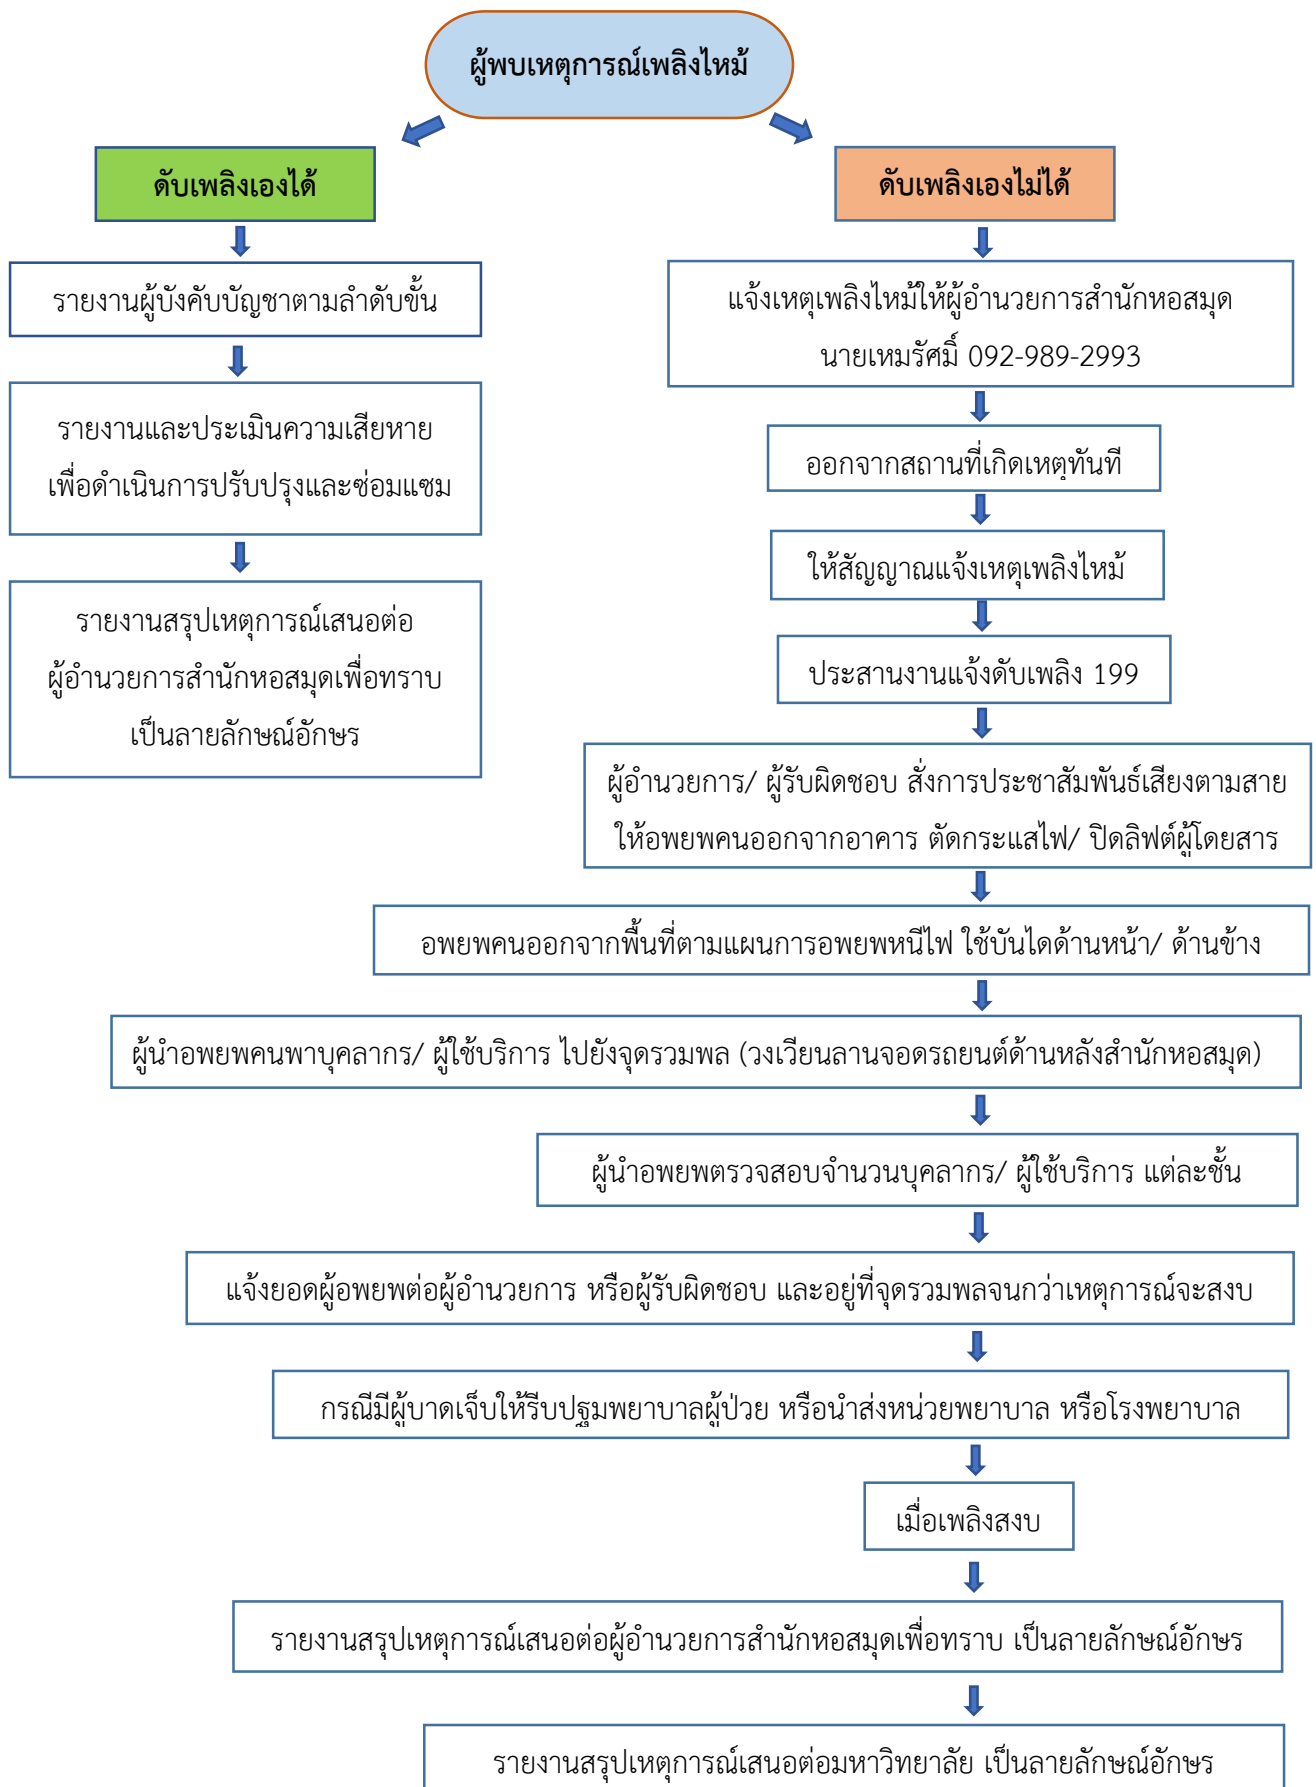 ผู้พบเหตุการณ์เพลิงไหม้
ดับเพลิงเองได้
รายงานผู้บังคับบัญชาตามลำดับขั้น
รายงานและประเมินความเสียหาย
เพื่อดำเนินการปรับปรุงและซ่อมแซม
รายงานสรุปเหตุการณ์เสนอต่อ
ผู้อำนวยการสำนักหอสมุดเพื่อทราบ
เป็นลายลักษณ์อักษร
ดับเพลิงเองไม่ได้
แจ้งเหตุเพลิงไหม้ให้ผู้อำนวยการสำนักหอสมุด
นายเหมรัศมิ์ 092-989-2993
ออกจากสถานที่เกิดเหตุทันที
ให้สัญญาณแจ้งเหตุเพลิงไหม้
ประสานงานแจ้งดับเพลิง 199
ผู้อำนวยการ/ ผู้รับผิดชอบ สั่งการประชาสัมพันธ์เสียงตามสาย
ให้อพยพคนออกจากอาคาร ตัดกระแสไฟ/ ปิดลิฟต์ผู้โดยสาร
อพยพคนออกจากพื้นที่ตามแผนการอพยพหนีไฟ ใช้บันไดด้านหน้า/ ด้านข้าง
ผู้นำอพยพคนพาบุคลากร/ ผู้ใช้บริการ ไปยังจุดรวมพล (วงเวียนลานจอดรถยนต์ด้านหลังสำนักหอสมุด)
ผู้นำอพยพตรวจสอบจำนวนบุคลากร/ ผู้ใช้บริการ แต่ละชั้น
แจ้งยอดผู้อพยพต่อผู้อำนวยการ หรือผู้รับผิดชอบ และอยู่ที่จุดรวมพลจนกว่าเหตุการณ์จะสงบ
กรณีมีผู้บาดเจ็บให้รีบปฐมพยาบาลผู้ป่วย หรือนำส่งหน่วยพยาบาล หรือโรงพยาบาล
เมื่อเพลิงสงบ
รายงานสรุปเหตุการณ์เสนอต่อผู้อำนวยการสำนักหอสมุดเพื่อทราบ เป็นลายลักษณ์อักษร
รายงานสรุปเหตุการณ์เสนอต่อมหาวิทยาลัย เป็นลายลักษณ์อักษร